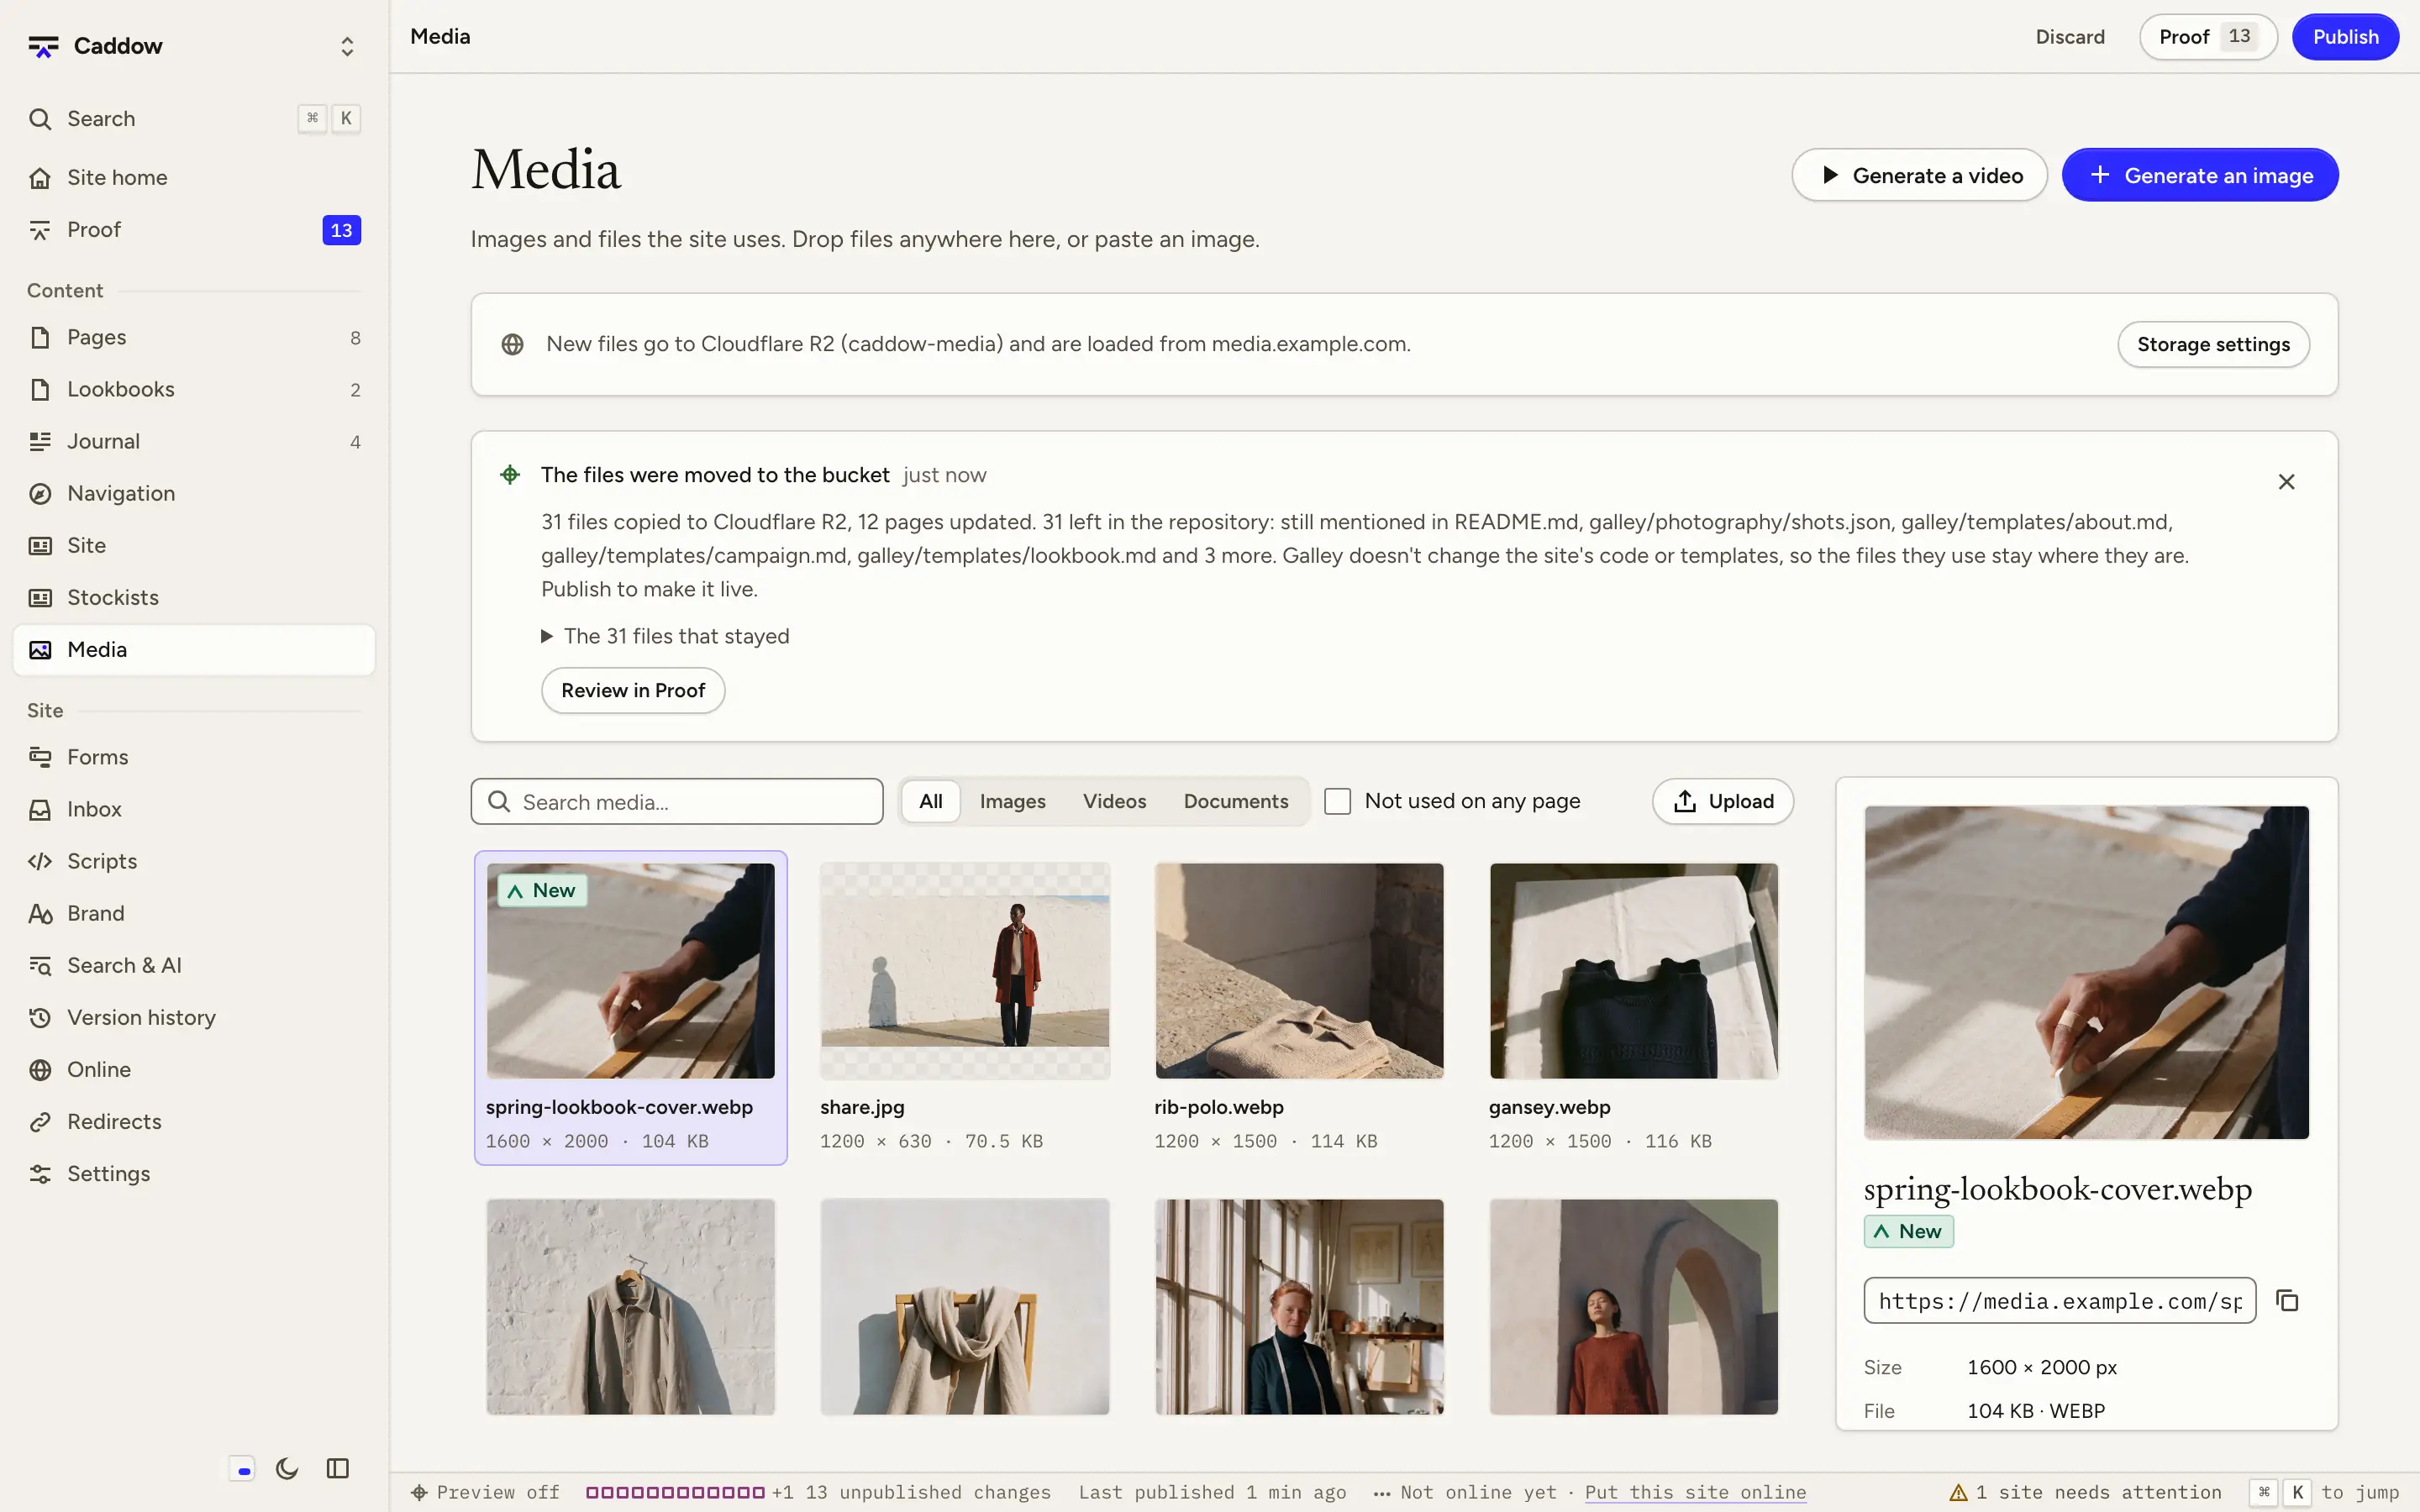 Caddow
Search
⌘ K
Site home
Proof
13
Content
Pages
8
Lookbooks
2
Journal
4
Navigation
Site
Stockists
Media
Site
Forms
Inbox
Scripts
Brand
Search & AI
Version history
Online
Redirects
Settings
Media
Discard
Proof 13
Publish
Media
Generate a video
Generate an image
Images and files the site uses. Drop files anywhere here, or paste an image.
New files go to Cloudflare R2 (caddow-media) and are loaded from media.example.com.
Storage settings
The files were moved to the bucket just now
31 files copied to Cloudflare R2, 12 pages updated. 31 left in the repository: still mentioned in README.md, galley/photography/shots.json, galley/templates/about.md,
galley/templates/campaign.md, galley/templates/lookbook.md and 3 more. Galley doesn't change the site's code or templates, so the files they use stay where they are.
Publish to make it live.
The 31 files that stayed
Review in Proof
Search media...
All
Images
Videos
Documents
Not used on any page
Upload
New
spring-lookbook-cover.webp
1600 × 2000 · 104 KB
share.jpg
1200 × 630 · 70.5 KB
rib-polo.webp
1200 × 1500 · 114 KB
gansey.webp
1200 × 1500 · 116 KB
spring-lookbook-cover.webp
New
https://media.example.com/sp
Size 1600 × 2000 px
File 104 KB · WEBP
Preview off
+1 13 unpublished changes
Last published 1 min ago
Not online yet · Put this site online
1 site needs attention
⌘ K to jump